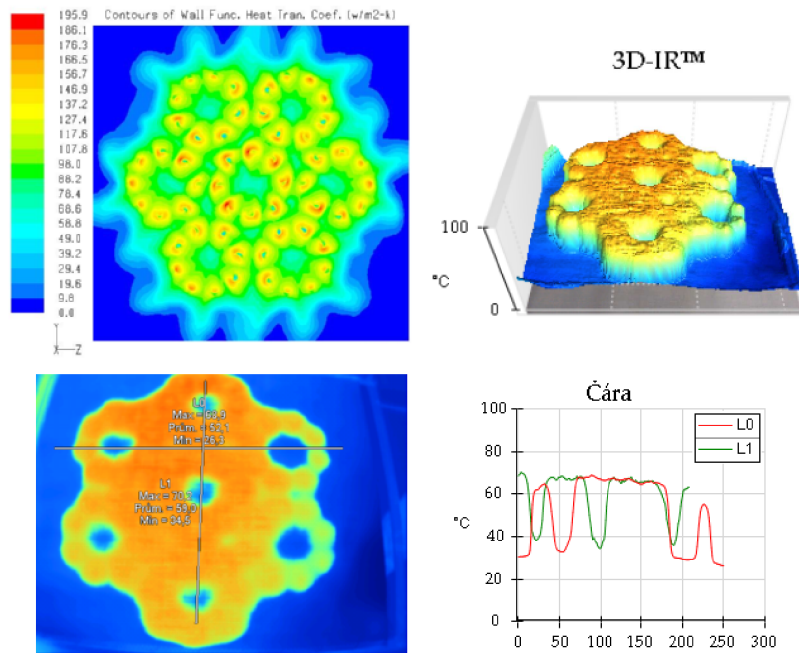 195.9 Contours of Wall Func. Heat Tran. Coef. (w/m2-k)
186.1
176.3
166.5
156.7
146.9
137.2
127.4
117.6
107.8
98.0
88.2
78.4
68.6
58.8
49.0
39.2
29.4
19.6
9.8
0.0
Y
X Z
3D-IR™
100
°C
0
L0
Max =
Prům. = 52,1
Min = 26,3
L1
Max =
Prům. = 59,0
Min = 34,5
Čára
100
80
60
°C
40
20
0
L0
L1
0 50 100 150 200 250 300